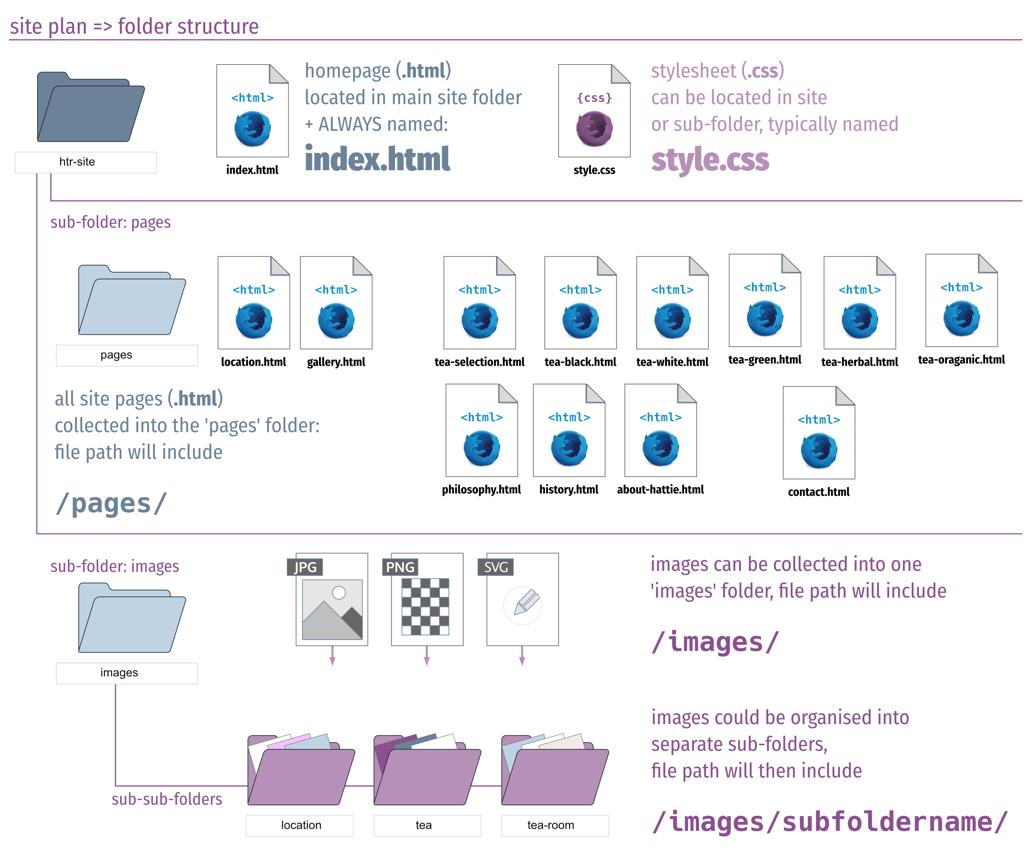 site plan => folder structure
htr-site
<html>
index.html
homepage (.html)
located in main site folder
+ ALWAYS named:
index.html
{css}
style.css
stylesheet (.css)
can be located in site
or sub-folder, typically named
style.css
sub-folder: pages
pages
<html>
location.html
<html>
gallery.html
<html>
tea-selection.html
<html>
tea-black.html
<html>
tea-white.html
<html>
tea-green.html
<html>
tea-herbal.html
<html>
tea-oraganic.html
all site pages (.html)
collected into the 'pages' folder:
file path will include
/pages/
<html>
philosophy.html
<html>
history.html
<html>
about-hattie.html
<html>
contact.html
sub-folder: images
images
JPG
PNG
SVG
images can be collected into one
'images' folder, file path will include
/images/
sub-sub-folders
location
tea
tea-room
images could be organised into
separate sub-folders,
file path will then include
/images/subfoldername/